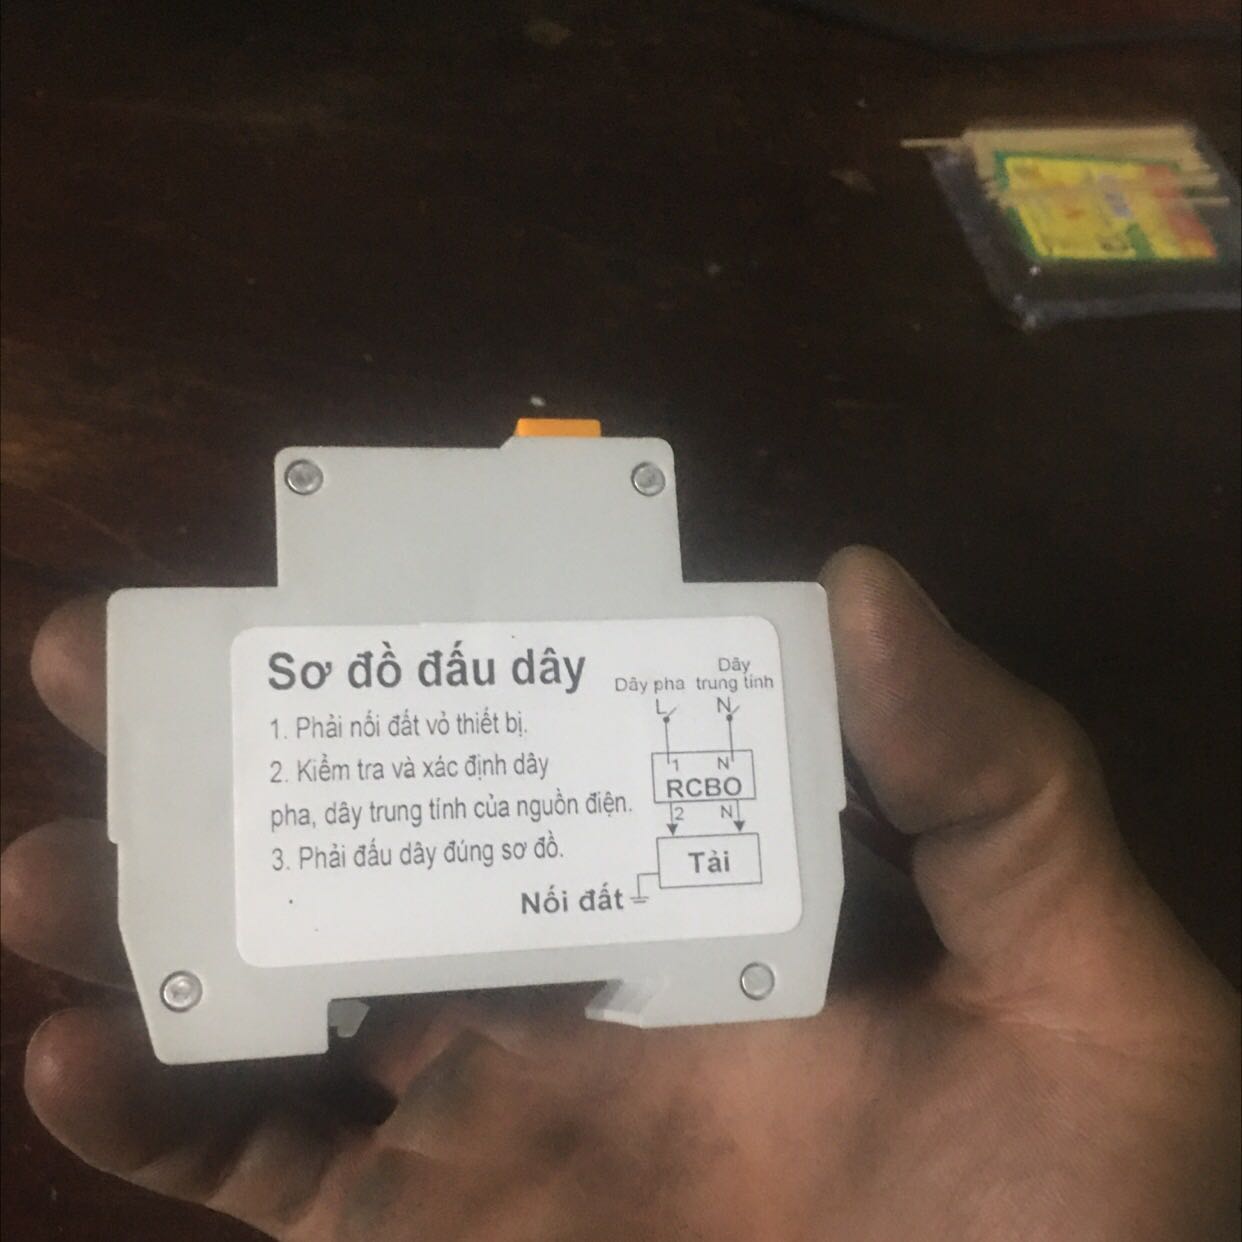 Sơ đồ đấu dây
1. Phải nối đất vỏ thiết bị.
2. Kiểm tra và xác định dây
pha, dây trung tính của nguồn điện.
3. Phải đấu dây đúng sơ đồ.
Dây
Dây pha trung tính
L N
1 N
RCBO
2 N
Tải
Nối đất